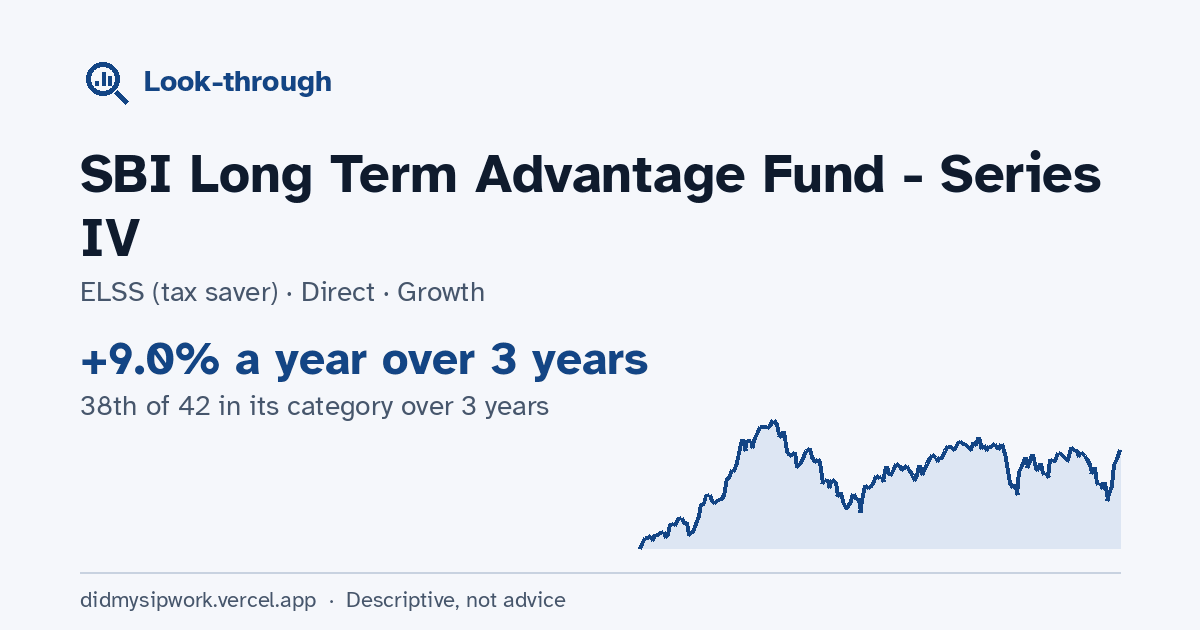 Look-through
SBI Long Term Advantage Fund - Series
IV
ELSS (tax saver) · Direct · Growth
+9.0% a year over 3 years
38th of 42 in its category over 3 years
didmysipwork.vercel.app · Descriptive, not advice